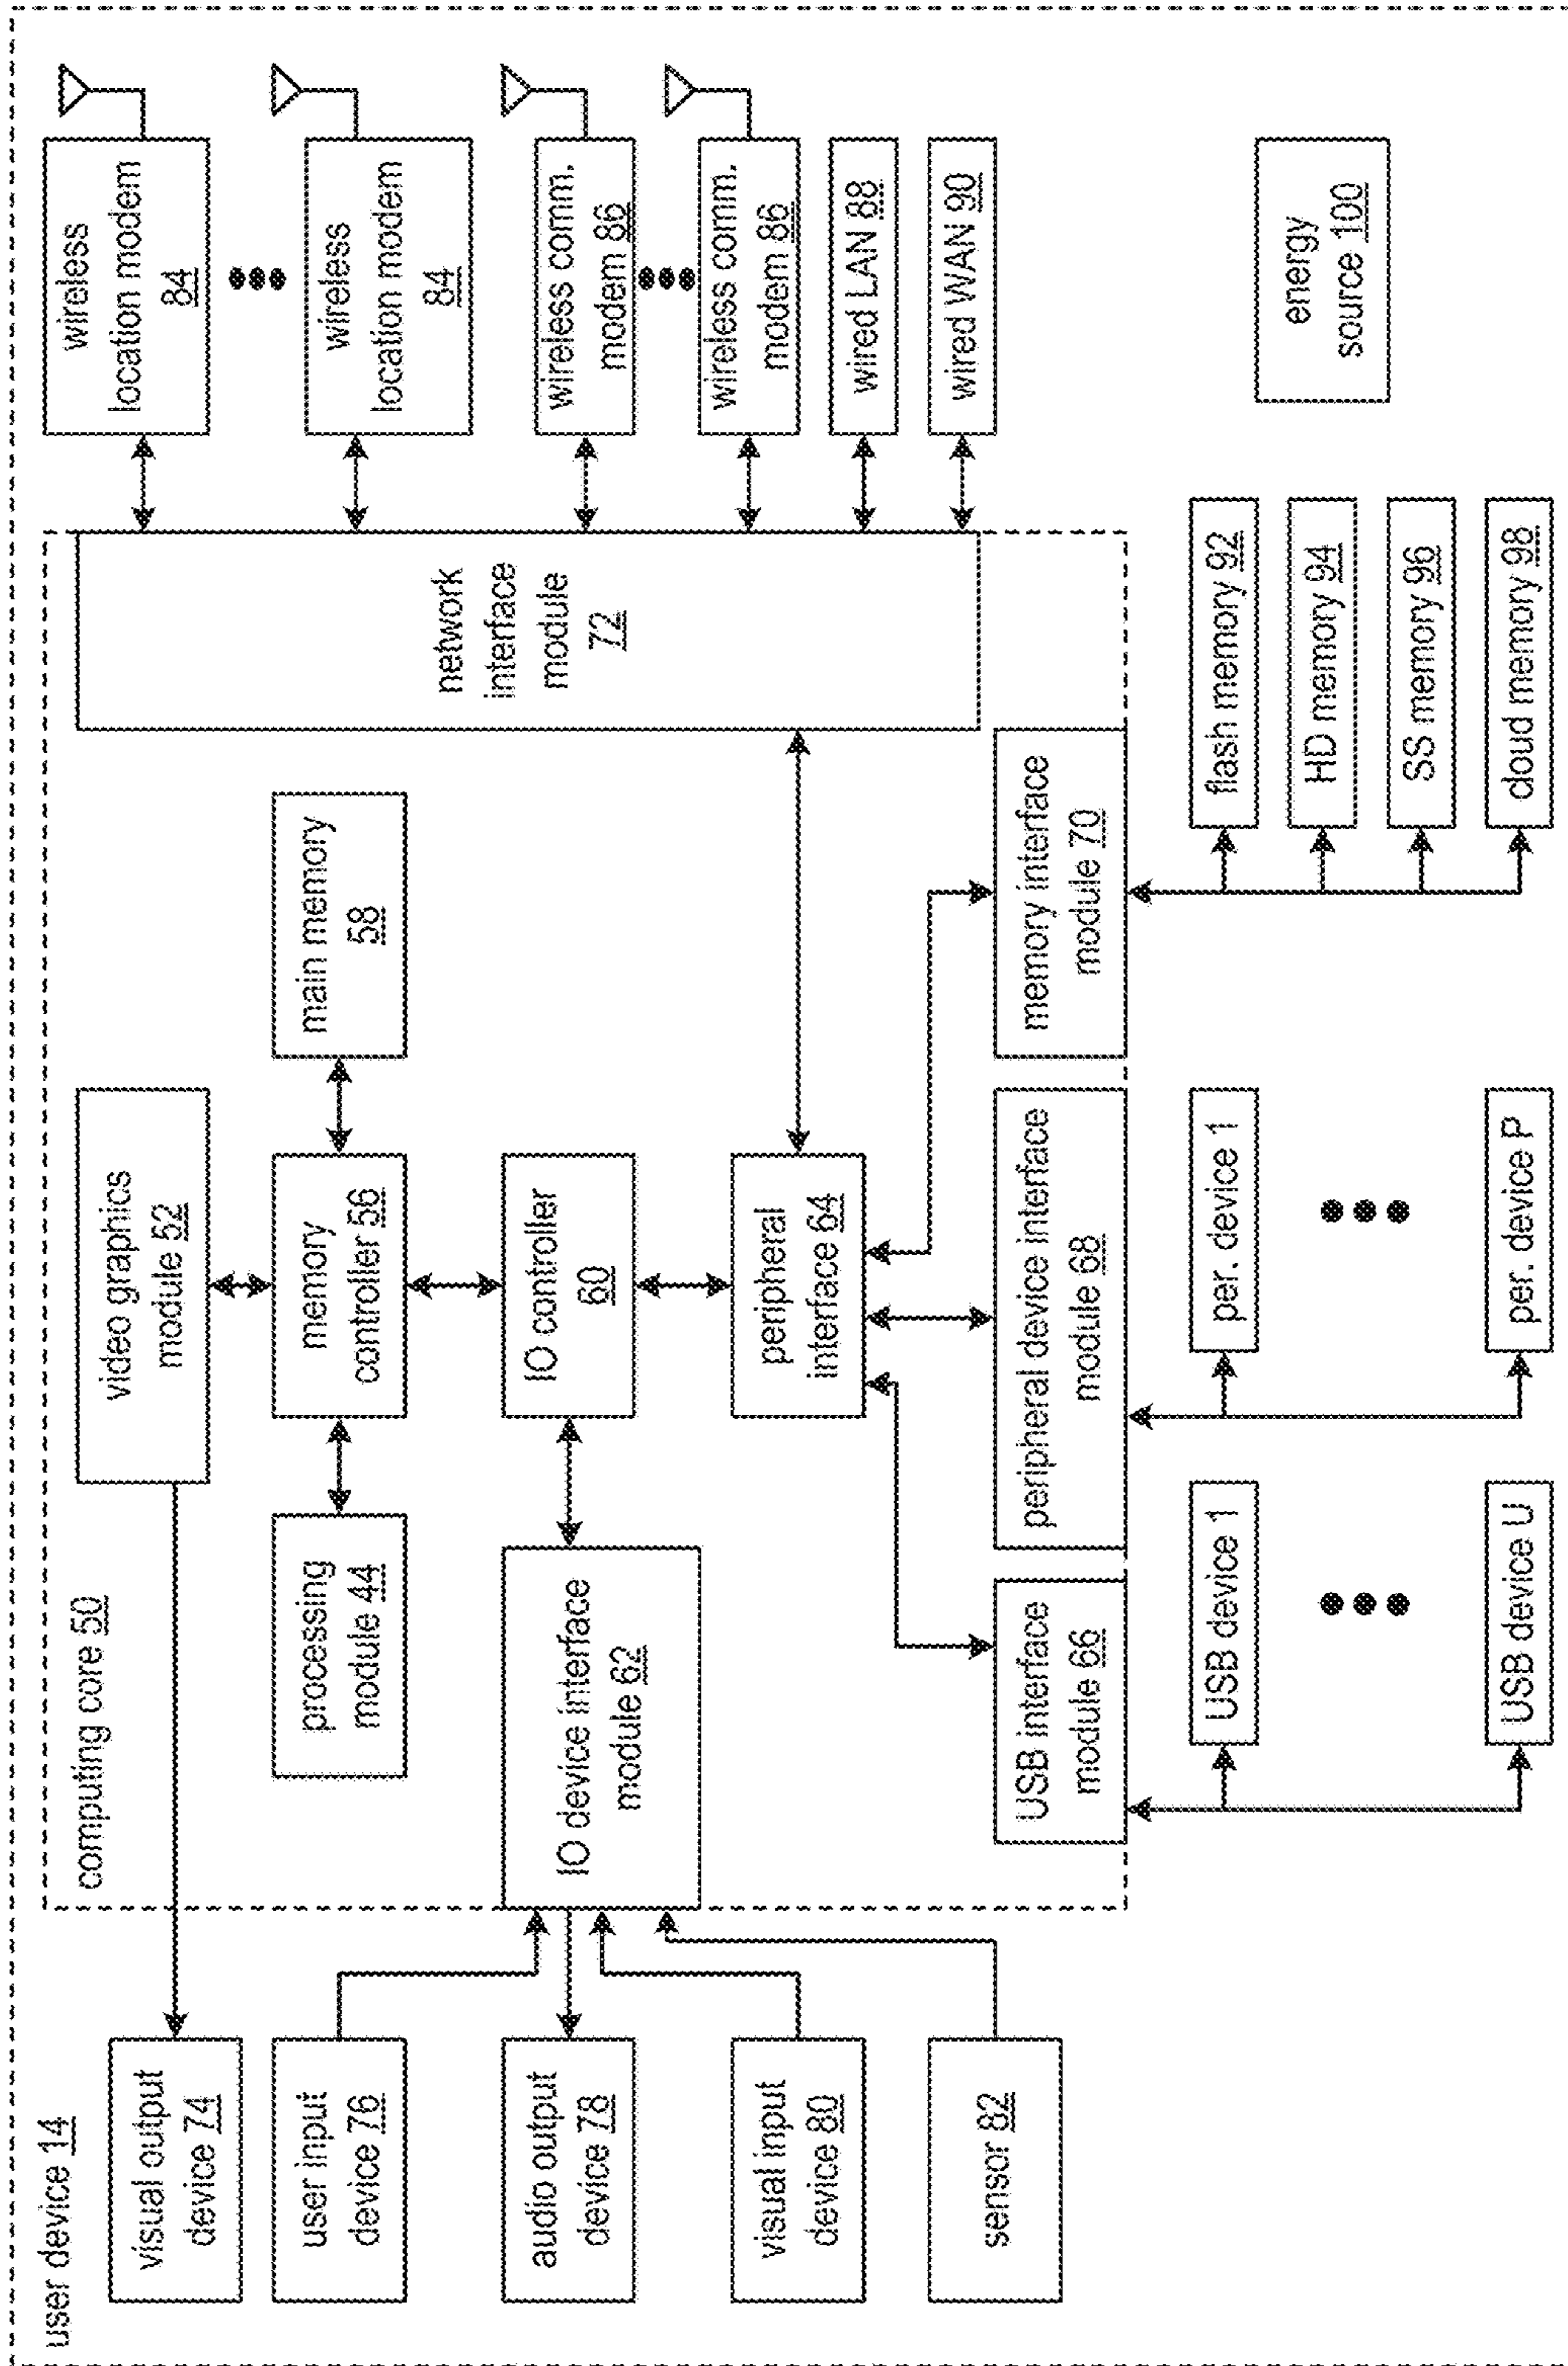 user device 14
computing core 50
visual output
device 74
user input
device 76
audio output
device 78
visual input
device 80
sensor 82
video graphics
module 52
processing
module 44
memory
controller 56
main memory
58
IO device interface
module 62
IO controller
60
peripheral
interface 64
USB interface
module 66
peripheral device interface
module 68
memory interface
module 70
network
interface
module
72
wireless
location modem
84
wireless
location modem
84
wireless comm.
modem 86
wireless comm.
modem 86
wired LAN 88
wired WAN 90
USB device 1
USB device U
per. device 1
per. device P
flash memory 92
HD memory 94
SS memory 96
cloud memory 98
energy
source 100